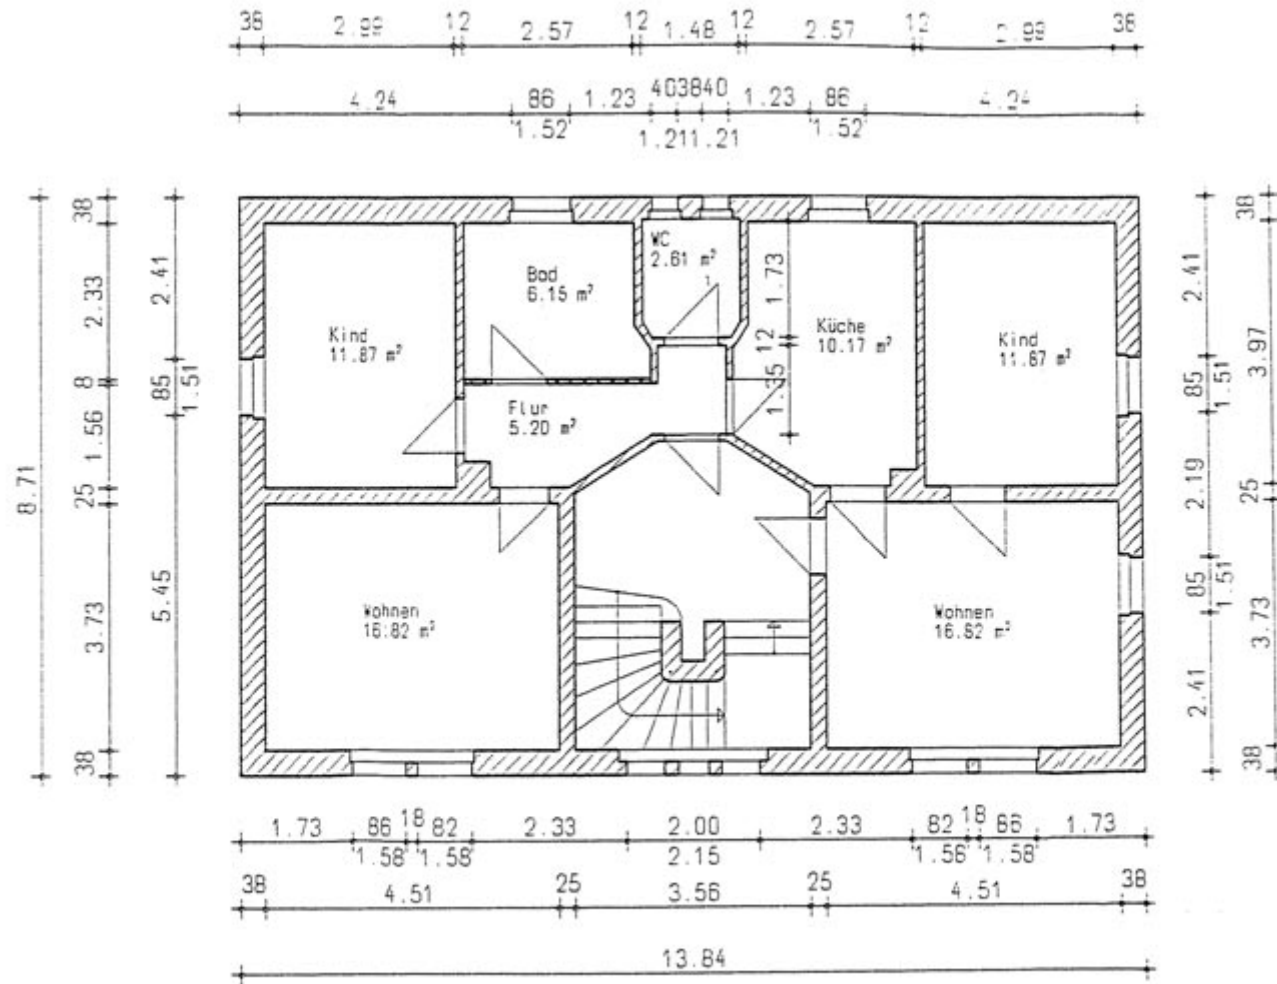 38 2.99 12 2.57 12 1.48 12 2.57 12 2.99 38
4.24 86 1.23 403840 1.23 86 4.24
1.52 1.211.21 1.52
38 2.33 8 1.56 25 3.73 38
2.41 85 5.45
1.51
8.71
WC
2.61 m²
Bad
6.15 m²
Kind
11.87 m²
Küche
10.17 m²
Kind
11.87 m²
Flur
5.20 m²
1.73 12 1.35
Wohnen
16.82 m²
Wohnen
16.82 m²
2.41 85 2.19 85 2.41
1.51 1.51
38 3.97 25 3.73 38
1.73 86 18 82 2.33 2.00 2.33 82 18 86 1.73
1.58 1.58 2.15 1.56 1.58
38 4.51 25 3.56 25 4.51 38
13.84